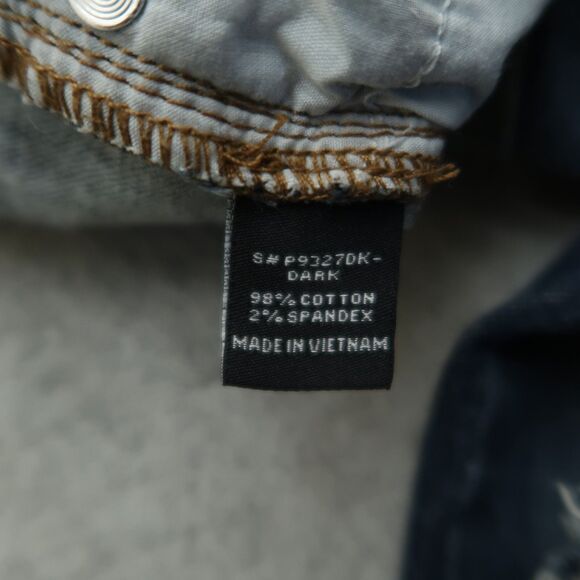 S# P9327DK-
DARK
98% COTTON
2% SPANDEX
MADE IN VIETNAM